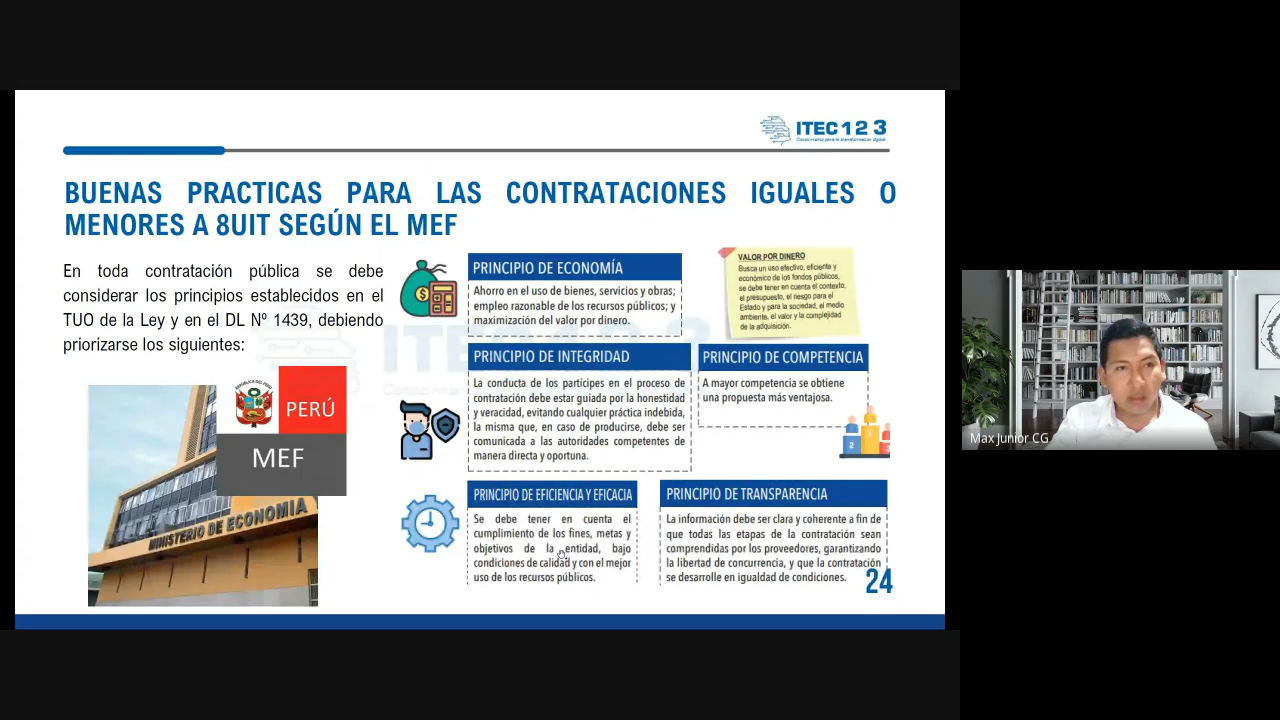 ITEC 1 2 3
BUENAS PRACTICAS PARA LAS CONTRATACIONES IGUALES O
MENORES A 8UIT SEGÚN EL MEF
En toda contratación pública se debe
considerar los principios establecidos en el
TUO de la Ley y en el DL Nº 1439, debiendo
priorizarse los siguientes:
PERÚ
MEF
MINISTERIO DE ECONOMIA
PRINCIPIO DE ECONOMÍA
Ahorro en el uso de bienes, servicios y obras;
empleo razonable de los recursos públicos; y
maximización del valor por dinero.
VALOR POR DINERO
Busca un uso efectivo, eficiente y
económico de los fondos públicos,
se debe tener en cuenta el contexto,
el presupuesto, el riesgo para el
Estado y para la sociedad, el medio
ambiente, el valor y la complejidad
de la adquisición.
PRINCIPIO DE INTEGRIDAD
La conducta de los partícipes en el proceso de
contratación debe estar guiada por la honestidad
y veracidad, evitando cualquier práctica indebida,
la misma que, en caso de producirse, debe ser
comunicada a las autoridades competentes de
manera directa y oportuna.
PRINCIPIO DE COMPETENCIA
A mayor competencia se obtiene
una propuesta más ventajosa.
2
1
3
PRINCIPIO DE EFICIENCIA Y EFICACIA
Se debe tener en cuenta el
cumplimiento de los fines, metas y
objetivos de la entidad, bajo
condiciones de calidad y con el mejor
uso de los recursos públicos.
PRINCIPIO DE TRANSPARENCIA
La información debe ser clara y coherente a fin de
que todas las etapas de la contratación sean
comprendidas por los proveedores, garantizando
la libertad de concurrencia, y que la contratación
se desarrolle en igualdad de condiciones.
24
Max Junior CG